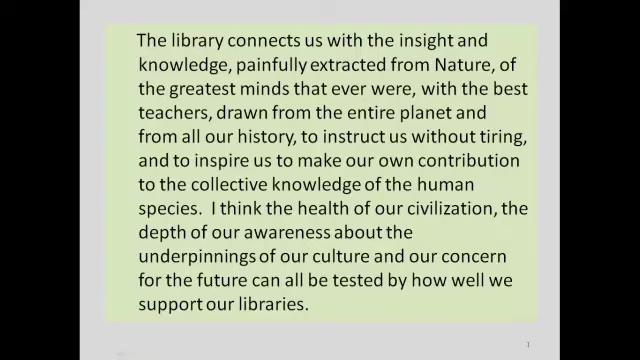 The library connects us with the insight and
knowledge, painfully extracted from Nature, of
the greatest minds that ever were, with the best
teachers, drawn from the entire planet and
from all our history, to instruct us without tiring,
and to inspire us to make our own contribution
to the collective knowledge of the human
species.  I think the health of our civilization, the
depth of our awareness about the
underpinnings of our culture and our concern
for the future can all be tested by how well we
support our libraries.
1